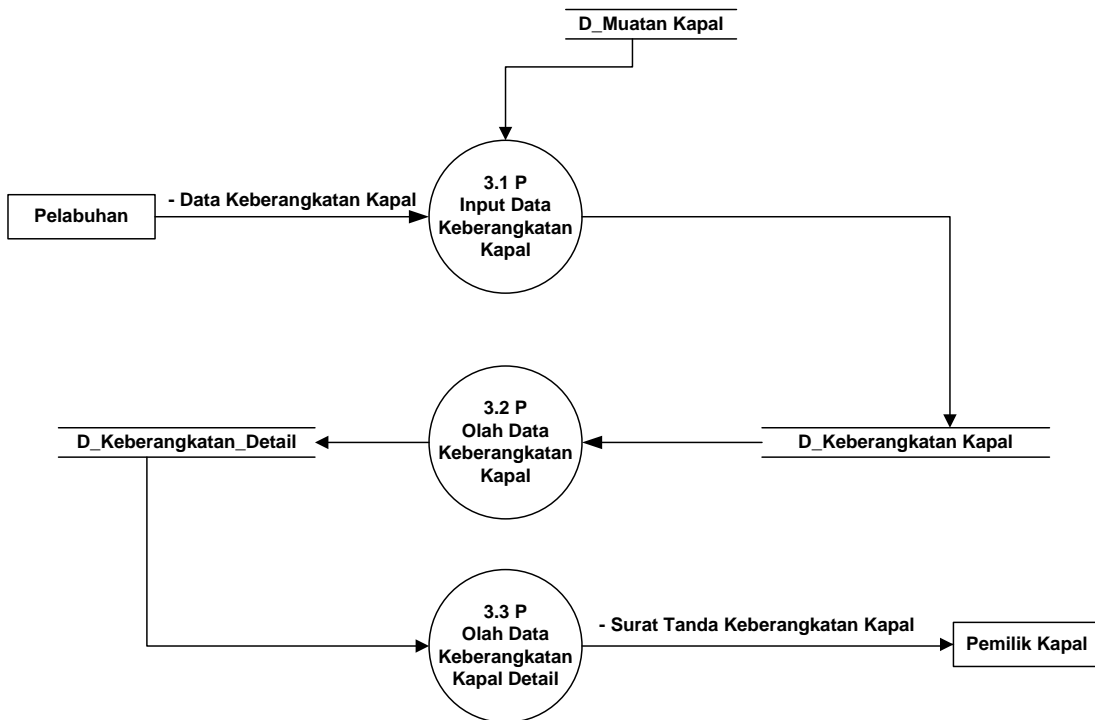 D_Muatan Kapal
Pelabuhan
- Data Keberangkatan Kapal
3.1 P
Input Data
Keberangkatan
Kapal
D_Keberangkatan_Detail
3.2 P
Olah Data
Keberangkatan
Kapal
D_Keberangkatan Kapal
3.3 P
Olah Data
Keberangkatan
Kapal Detail
- Surat Tanda Keberangkatan Kapal
Pemilik Kapal